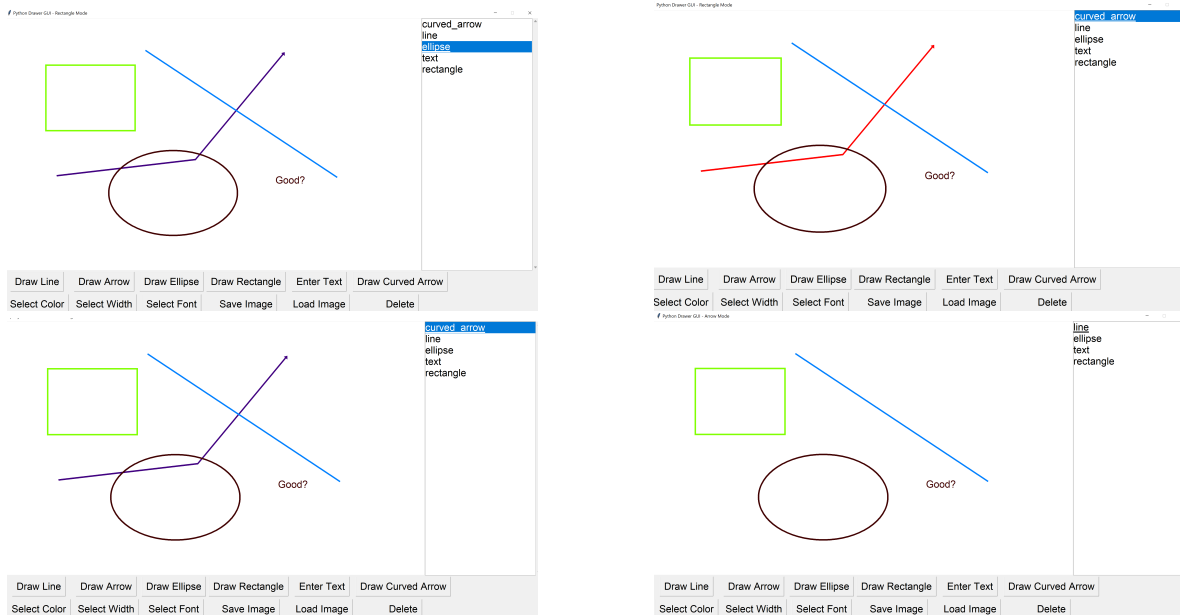 Python Drawer GUI - Rectangle Mode
curved_arrow
line
ellipse
text
rectangle
Good?
Draw Line Draw Arrow Draw Ellipse Draw Rectangle Enter Text Draw Curved Arrow
Select Color Select Width Select Font Save Image Load Image Delete
Python Drawer GUI - Rectangle Mode
curved_arrow
line
ellipse
text
rectangle
Good?
Draw Line Draw Arrow Draw Ellipse Draw Rectangle Enter Text Draw Curved Arrow
Select Color Select Width Select Font Save Image Load Image Delete
curved_arrow
line
ellipse
text
rectangle
Good?
Draw Line Draw Arrow Draw Ellipse Draw Rectangle Enter Text Draw Curved Arrow
Select Color Select Width Select Font Save Image Load Image Delete
Python Drawer GUI - Arrow Mode
line
ellipse
text
rectangle
Good?
Draw Line Draw Arrow Draw Ellipse Draw Rectangle Enter Text Draw Curved Arrow
Select Color Select Width Select Font Save Image Load Image Delete